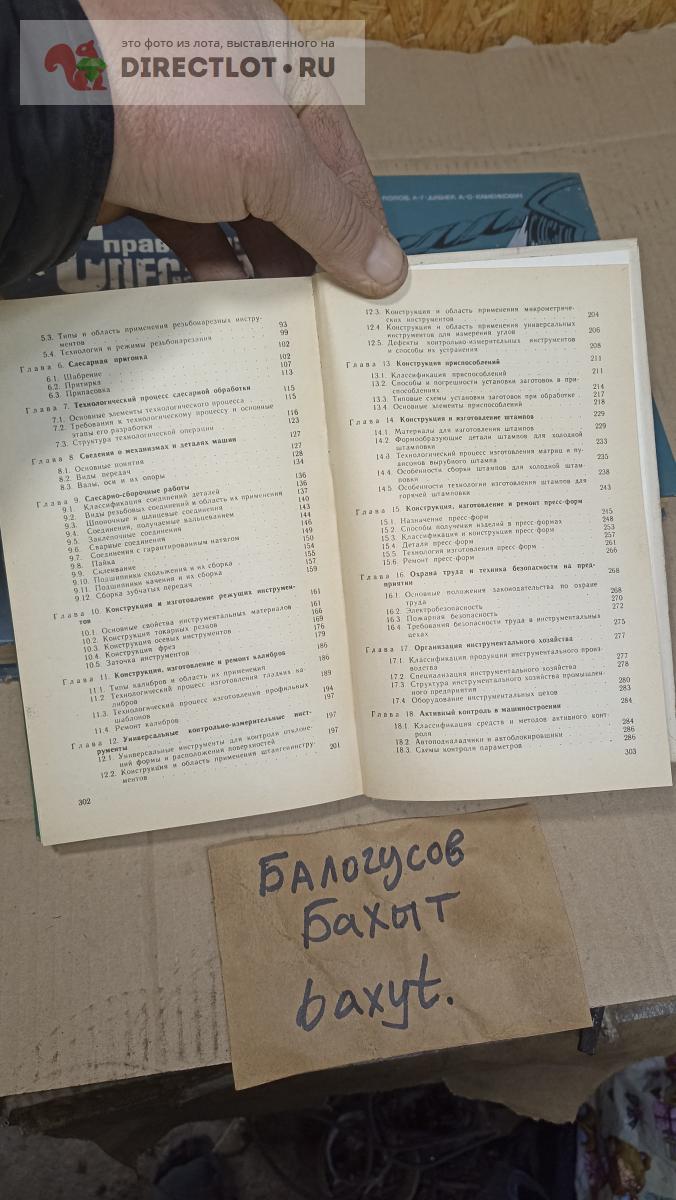 это фото из лота, выставленного на
DIRECTLOT•RU
5.3. Типы и область применения резьбонарезных инстру-
ментов 93
5.4. Технология и режимы резьбонарезания 99
Глава 6. Слесарная пригонка 102
6.1. Шабрение 102
6.2. Притирка 107
6.3. Припасовка 113
Глава 7. Технологический процесс слесарной обработки 115
7.1. Основные элементы технологического процесса 115
7.2. Требования к технологическому процессу и основные
этапы его разработки 116
7.3. Структура технологической операции 123
Глава 8. Сведения о механизмах и деталях машин 127
8.1. Основные понятия 127
8.2. Виды передач 128
8.3. Валы, оси и их опоры 134
Глава 9. Слесарно-сборочные работы 136
9.1. Классификация соединений деталей 136
9.2. Виды резьбовых соединений и область их применения 137
9.3. Шпоночные и шлицевые соединения 140
9.4. Соединения, получаемые вальцеванием 143
9.5. Заклепочные соединения 144
9.6. Сварные соединения 146
9.7. Соединения с гарантированным натягом 149
9.8. Пайка 150
9.9. Склеивание 154
9.10. Подшипники скольжения и их сборка 155
9.11. Подшипники качения и их сборка 157
9.12 Сборка зубчатых передач 159
Глава 10. Конструкция и изготовление режущих инструмен-
тов 161
10.1. Основные свойства инструментальных материалов 161
10.2. Конструкция токарных резцов 166
10.3. Конструкция осевых инструментов 169
10.4 Конструкция фрез 176
10.5. Заточка инструментов 179
Глава 11. Конструкция, изготовление и ремонт калибров 186
11.1. Типы калибров и область их применения 186
11.2 Технологический процесс изготовления гладких ка-
либров 189
11.3. Технологический процесс изготовления профильных
шаблонов 194
11.4. Ремонт калибров 197
Глава 12. Универсальные контрольно-измерительные инст-
рументы 197
12.1. Универсальные инструменты для контроля отклоне-
ний формы и расположения поверхностей 197
12.2. Конструкция и область применения штангенинстру-
ментов 201
302
ПОПОВ, А·Г·ДИБНЕР, А·О·КАМЕНКОВИЧ
12.3. Конструкция и область применения микрометриче-
ских инструментов 204
12.4 Конструкция и область применения универсальных
инструментов для измерения углов 206
12.5. Дефекты контрольно-измерительных инструментов
и способы их устранения 208
Глава 13 Конструкция приспособлений 211
13.1. Классификация приспособлений 211
13.2. Способы и погрешности установки заготовок в при-
способлениях 214
13.3. Типовые схемы установки заготовок при обработке 217
13.4 Основные элементы приспособлений 218
Глава 14 Конструкция и изготовление штампов 229
14.1. Материалы для изготовления штампов 229
14.2 Формообразующие детали штампов для холодной
штамповки 233
14.3 Технологический процесс изготовления матриц и пу-
ансонов вырубного штампа 235
14.4. Особенности сборки штампов для холодной штам-
повки 238
14.5 Особенности технологии изготовления штампов для
горячей штамповки 243
Глава 15 Конструкция, изготовление и ремонт пресс-форм
15.1. Назначение пресс-форм 245
15 2. Способы получения изделий в пресс-формах 248
15 3. Классификация и конструкция пресс форм 253
15.4 Детали пресс-форм 257
15.5 Технология изготовления пресс форм 261
15.6. Ремонт пресс-форм 266
Глава 16. Охрана труда и техника безопасности на пред-
приятии 268
16.1. Основные положения законодательства по охране
труда 268
16.2. Электробезопасность 270
16.3 Пожарная безопасность 272
16.4 Требования безопасности труда в инструментальных
цехах 275
Глава 17. Организация инструментального хозяйства 277
17.1. Классификация продукции инструментального произ-
водства 277
17.2 Специализация инструментального хозяйства 278
17.3 Структура инструментального хозяйства промышлен-
ного предприятия 280
17.4 Оборудование инструментальных цехов 283
Глава 18. Активный контроль в машиностроении 284
18.1 Классификация средств и методов активного конт-
роля 284
18.2 Автоподналадчики и автоблокировщики 286
18.3. Схемы контроля параметров 286
303
БАЛОГУСОВ
Бахыт
baxyt.